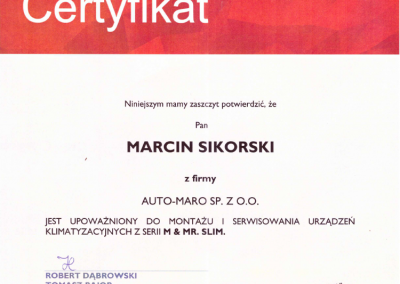 Certyfikat
Niniejszym mamy zaszczyt potwierdzić, że
Pan
MARCIN SIKORSKI
z firmy
AUTO-MARO SP. Z O.O.
JEST UPOWAŻNIONY DO MONTAŻU I SERWISOWANIA URZĄDZEŃ
KLIMATYZACYJNYCH Z SERII M & MR. SLIM.
ROBERT DĄBROWSKI